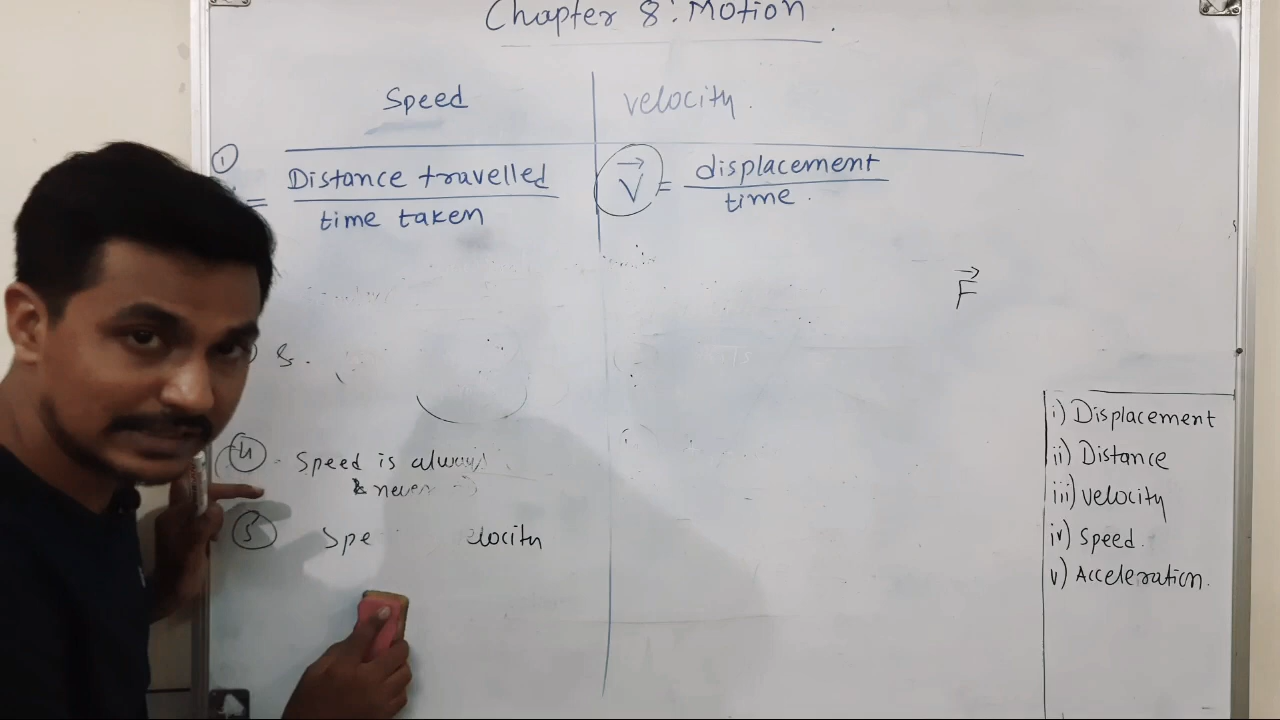 Chapter 8: Motion.
Speed
velocity.
1
= Distance travelled
time taken
V = displacement
time.
F
4 - Speed is always
& never
5 Spe elocity
i) Displacement
ii) Distance
iii) velocity
iv) Speed.
v) Acceleration.